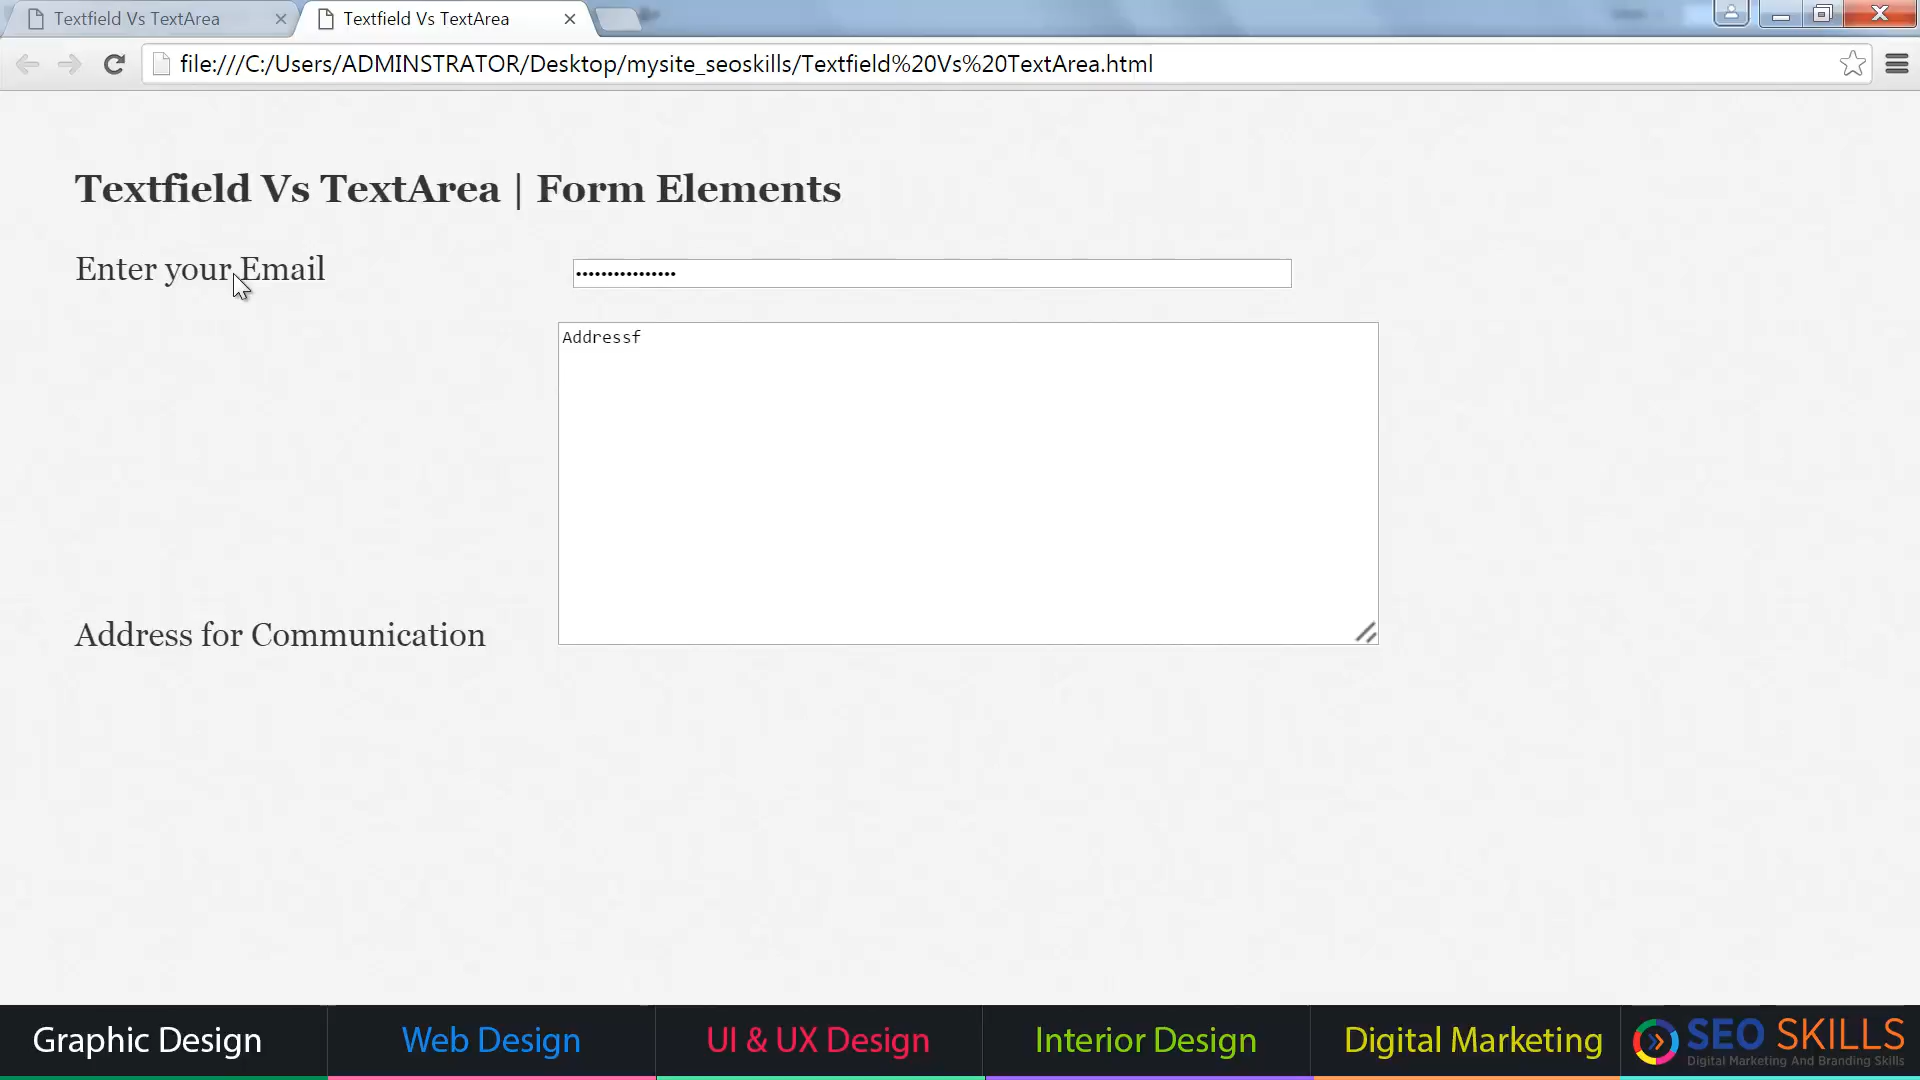 Textfield Vs TextArea
Textfield Vs TextArea
file:///C:/Users/ADMINSTRATOR/Desktop/mysite_seoskills/Textfield%20Vs%20TextArea.html
Textfield Vs TextArea | Form Elements
Enter your Email
••••••••••••••••
Addressf
Address for Communication
Graphic Design
Web Design
UI & UX Design
Interior Design
Digital Marketing
SEO SKILLS
Digital Marketing And Branding Skills